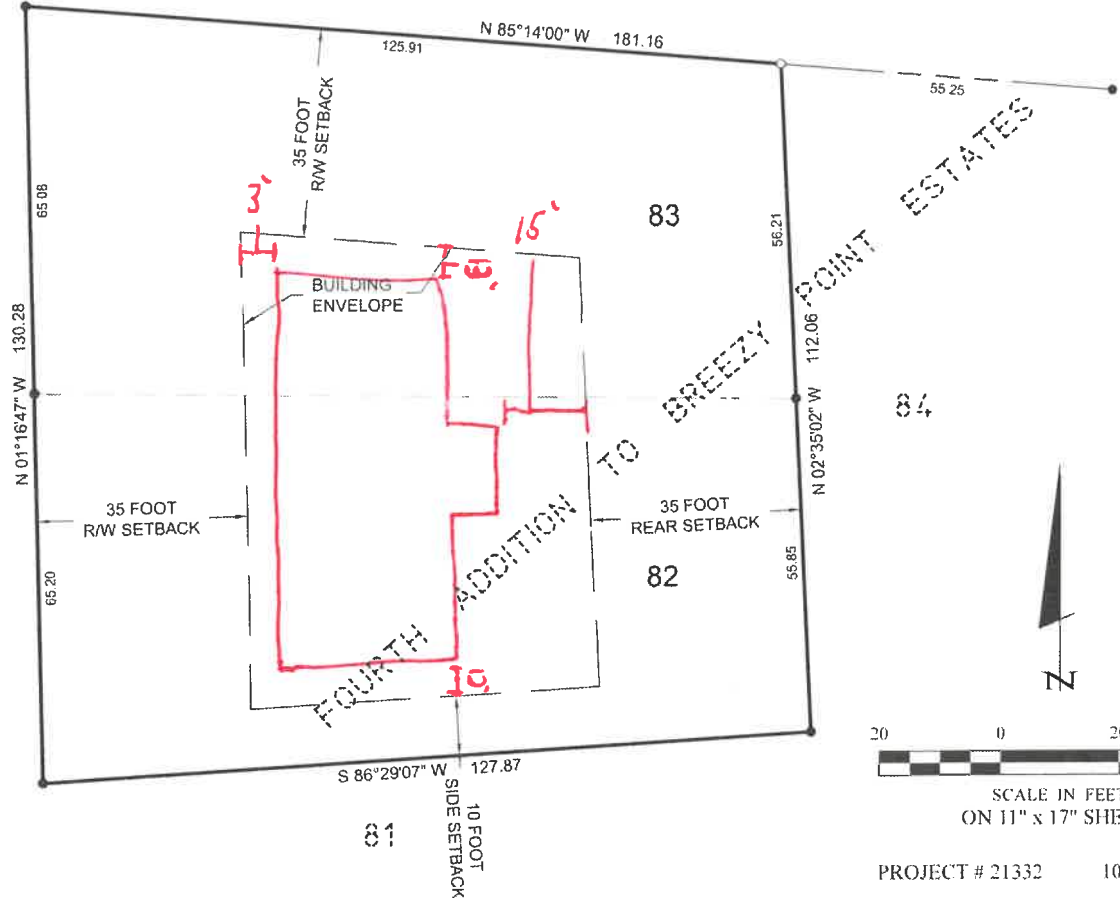 N 85°14'00" W 181.16
125.91
55.25
35 FOOT
R/W SETBACK
65.08
3'
15'
83
56.21
BUILDING
ENVELOPE
N 01°16'47" W 130.28
N 02°35'02" W 112.06
84
FOURTH ADDITION TO BREEZY POINT ESTATES
35 FOOT
R/W SETBACK
35 FOOT
REAR SETBACK
82
65.20
55.85
S 86°29'07" W 127.87
10 FOOT
SIDE SETBACK
81
N
20 0 20
SCALE IN FEET
ON 11" x 17" SHE
PROJECT # 21332 10